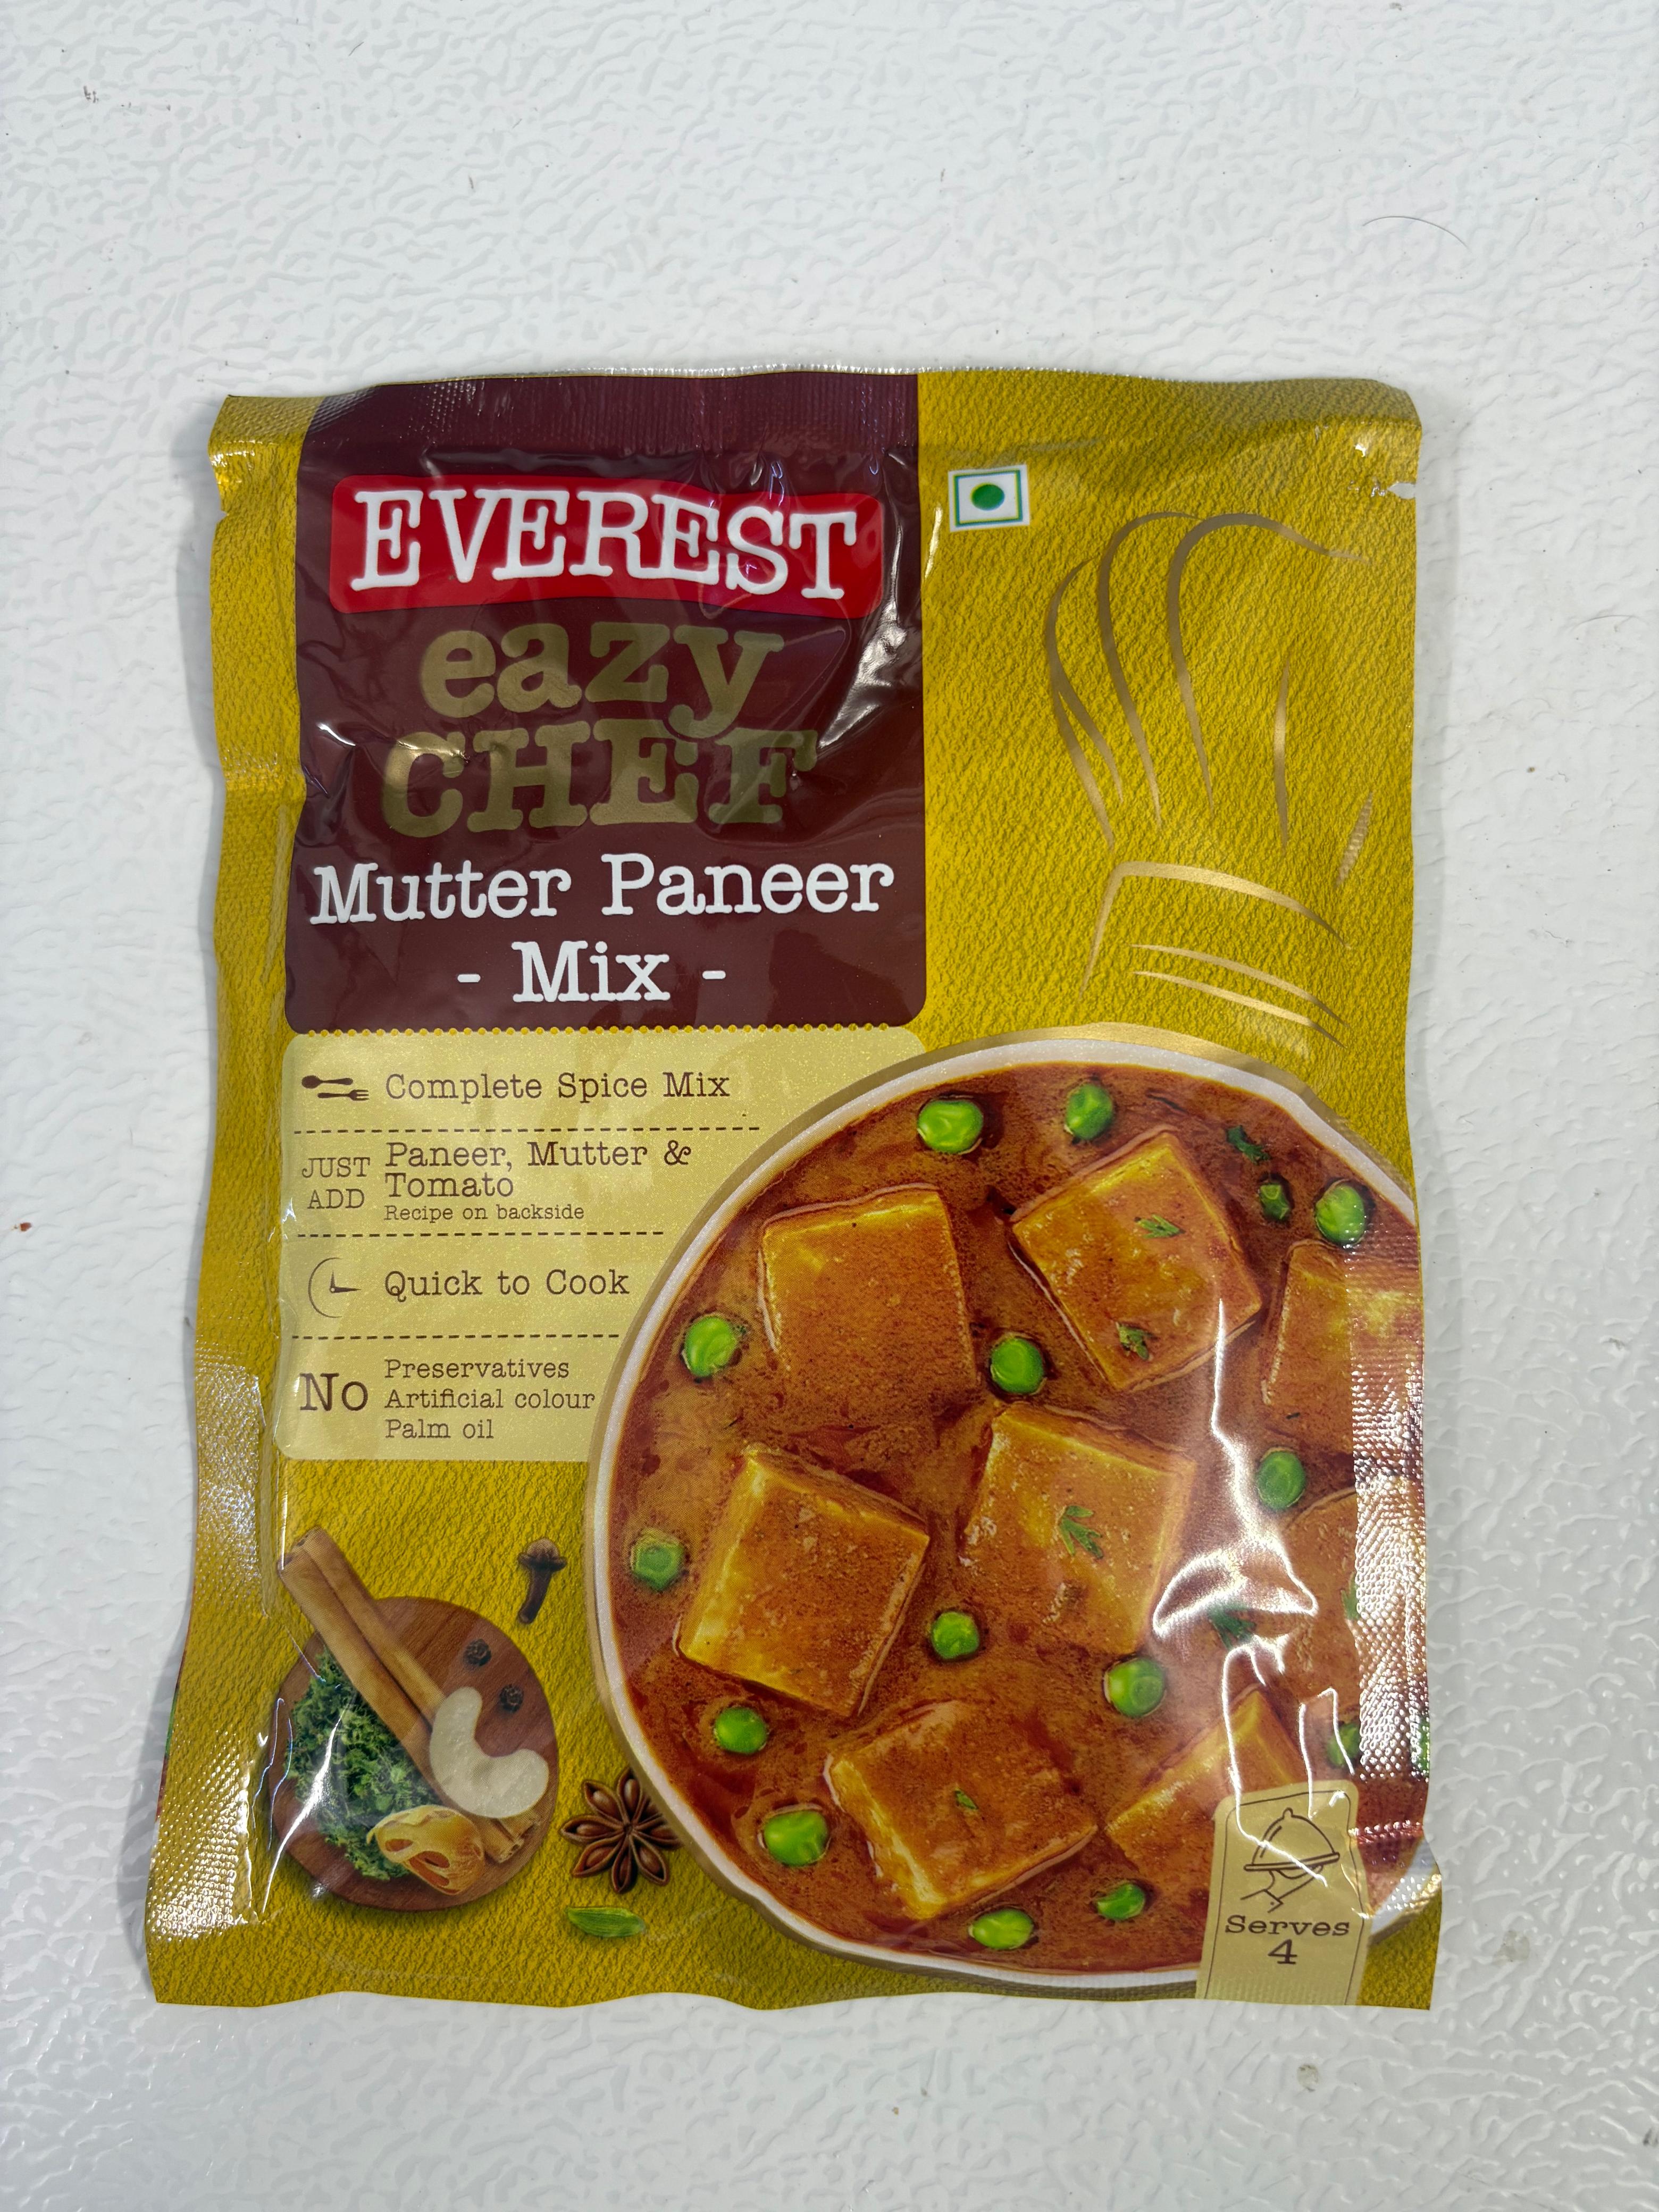 EVEREST
eazy
CHEF
Mutter Paneer
- Mix -
Complete Spice Mix
JUST
ADD
Paneer, Mutter &
Tomato
Recipe on backside
Quick to Cook
No
Preservatives
Artificial colour
Palm oil
Serves
4